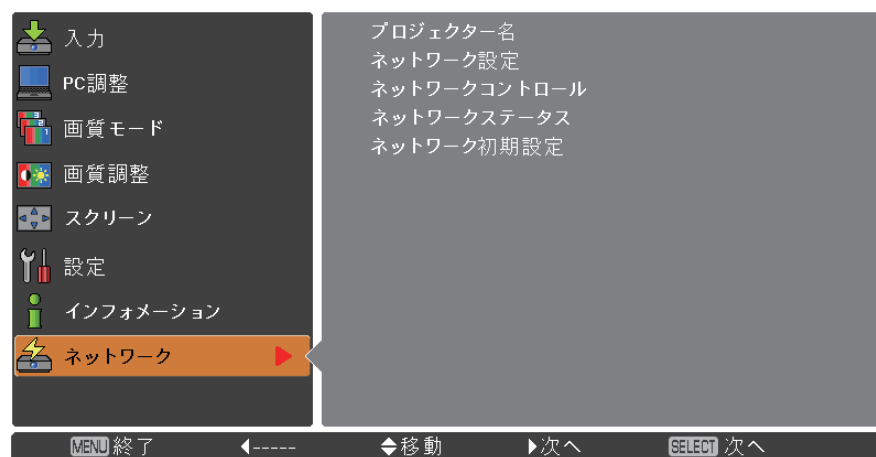 入力
PC調整
画質モード
画質調整
スクリーン
設定
インフォメーション
ネットワーク
プロジェクター名
ネットワーク設定
ネットワークコントロール
ネットワークステータス
ネットワーク初期設定
MENU 終了 ◀----- ◆移動 ▶次へ SELECT 次へ